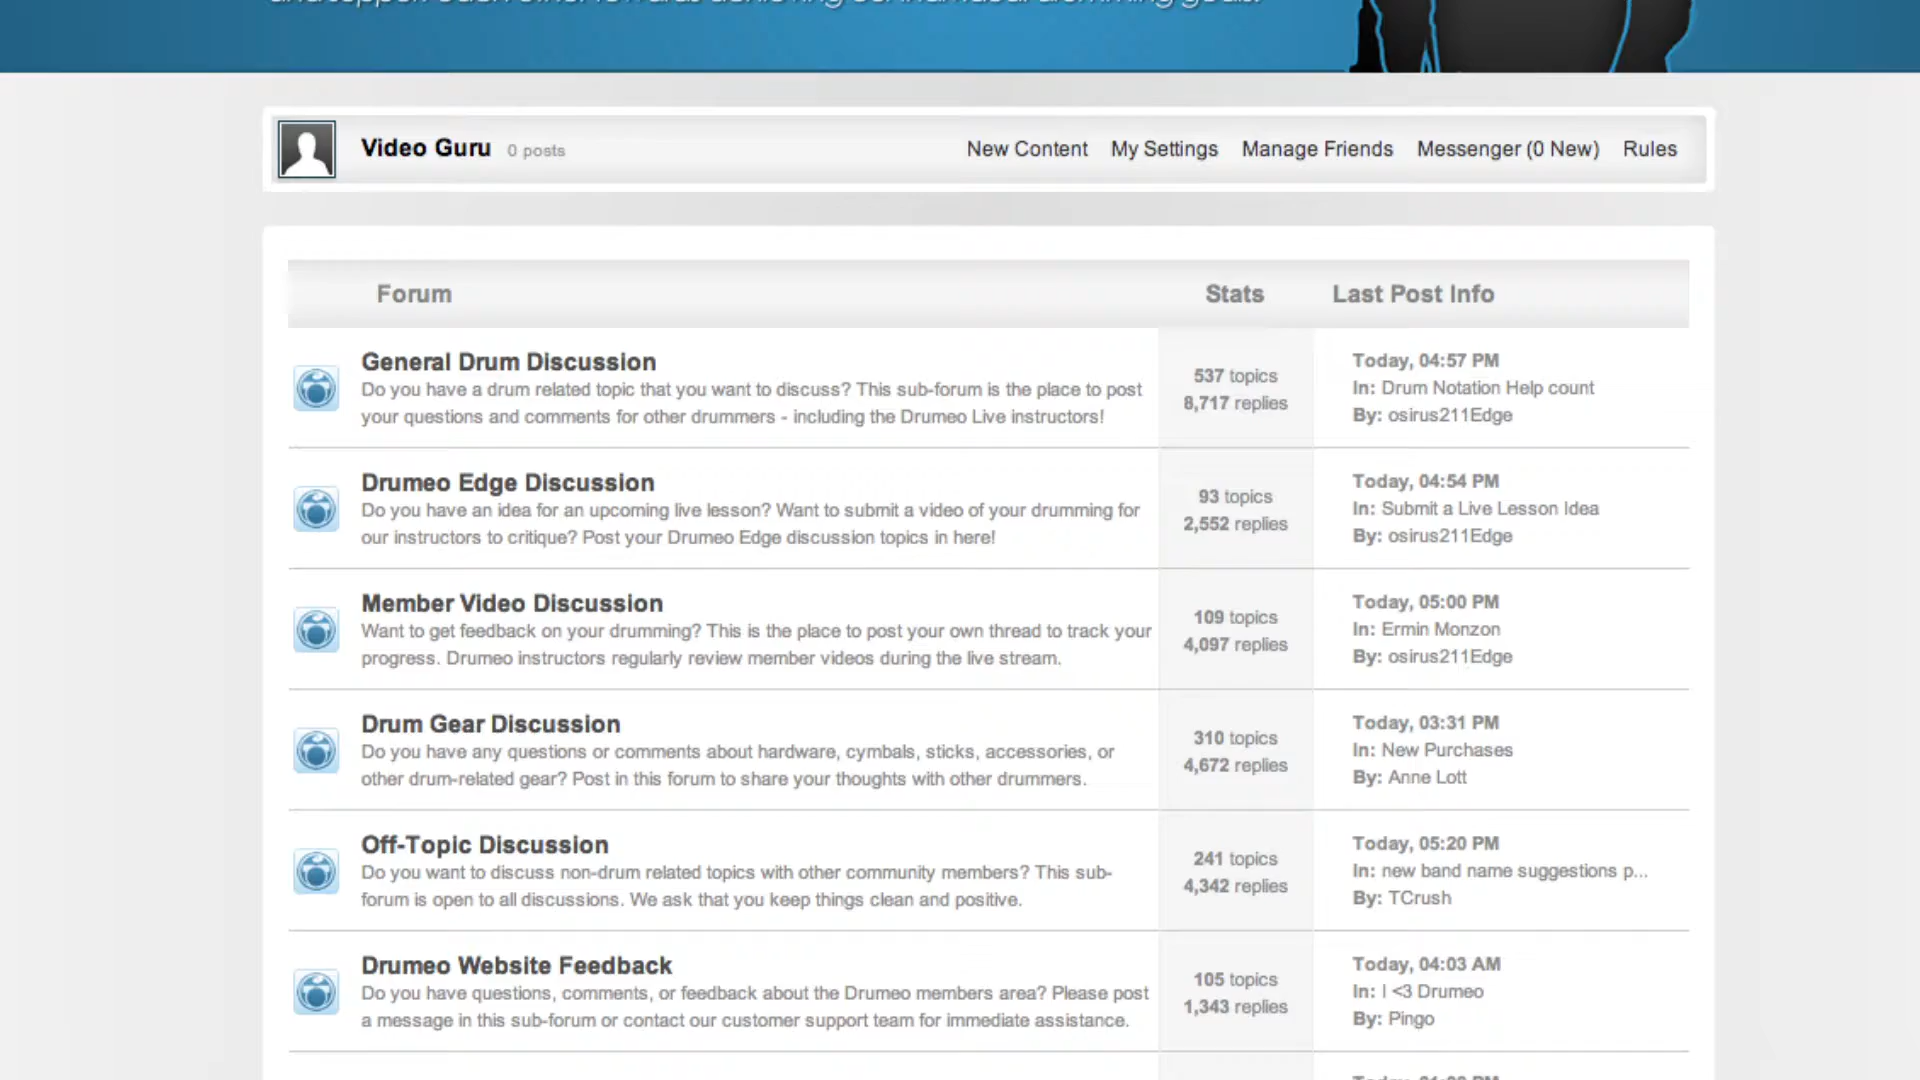 Video Guru 0 posts New Content My Settings Manage Friends Messenger (0 New) Rules
Forum Stats Last Post Info
General Drum Discussion
Do you have a drum related topic that you want to discuss? This sub-forum is the place to post
your questions and comments for other drummers - including the Drumeo Live instructors!
537 topics
8,717 replies
Today, 04:57 PM
In: Drum Notation Help count
By: osirus211Edge
Drumeo Edge Discussion
Do you have an idea for an upcoming live lesson? Want to submit a video of your drumming for
our instructors to critique? Post your Drumeo Edge discussion topics in here!
93 topics
2,552 replies
Today, 04:54 PM
In: Submit a Live Lesson Idea
By: osirus211Edge
Member Video Discussion
Want to get feedback on your drumming? This is the place to post your own thread to track your
progress. Drumeo instructors regularly review member videos during the live stream.
109 topics
4,097 replies
Today, 05:00 PM
In: Ermin Monzon
By: osirus211Edge
Drum Gear Discussion
Do you have any questions or comments about hardware, cymbals, sticks, accessories, or
other drum-related gear? Post in this forum to share your thoughts with other drummers.
310 topics
4,672 replies
Today, 03:31 PM
In: New Purchases
By: Anne Lott
Off-Topic Discussion
Do you want to discuss non-drum related topics with other community members? This sub-
forum is open to all discussions. We ask that you keep things clean and positive.
241 topics
4,342 replies
Today, 05:20 PM
In: new band name suggestions p...
By: TCrush
Drumeo Website Feedback
Do you have questions, comments, or feedback about the Drumeo members area? Please post
a message in this sub-forum or contact our customer support team for immediate assistance.
105 topics
1,343 replies
Today, 04:03 AM
In: I <3 Drumeo
By: Pingo